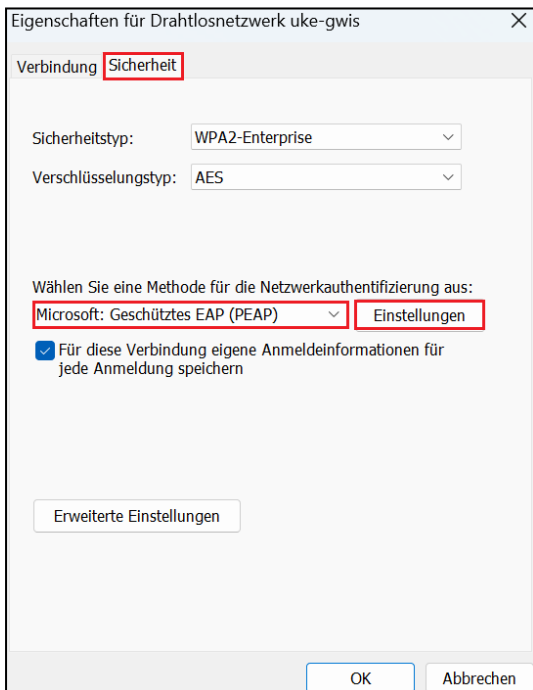 Eigenschaften für Drahtlosnetzwerk uke-gwis
Verbindung Sicherheit
Sicherheitstyp: WPA2-Enterprise
Verschlüsselungstyp: AES
Wählen Sie eine Methode für die Netzwerkauthentifizierung aus:
Microsoft: Geschütztes EAP (PEAP) Einstellungen
Für diese Verbindung eigene Anmeldeinformationen für
jede Anmeldung speichern
Erweiterte Einstellungen
OK Abbrechen